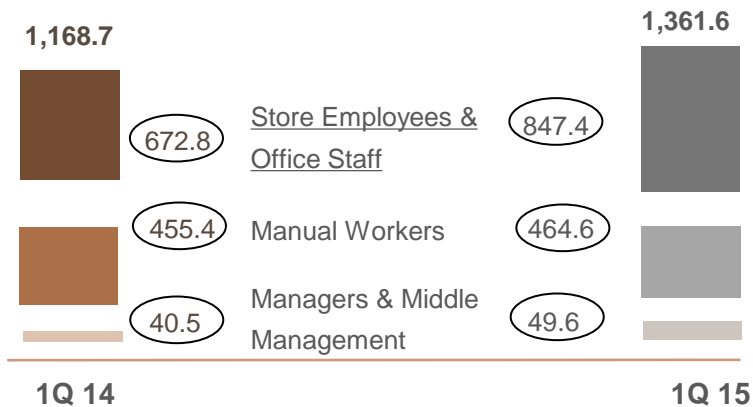 1,168.7
1,361.6
672.8
Store Employees &
Office Staff
847.4
455.4
Manual Workers
464.6
40.5
Managers & Middle
Management
49.6
1Q 14
1Q 15